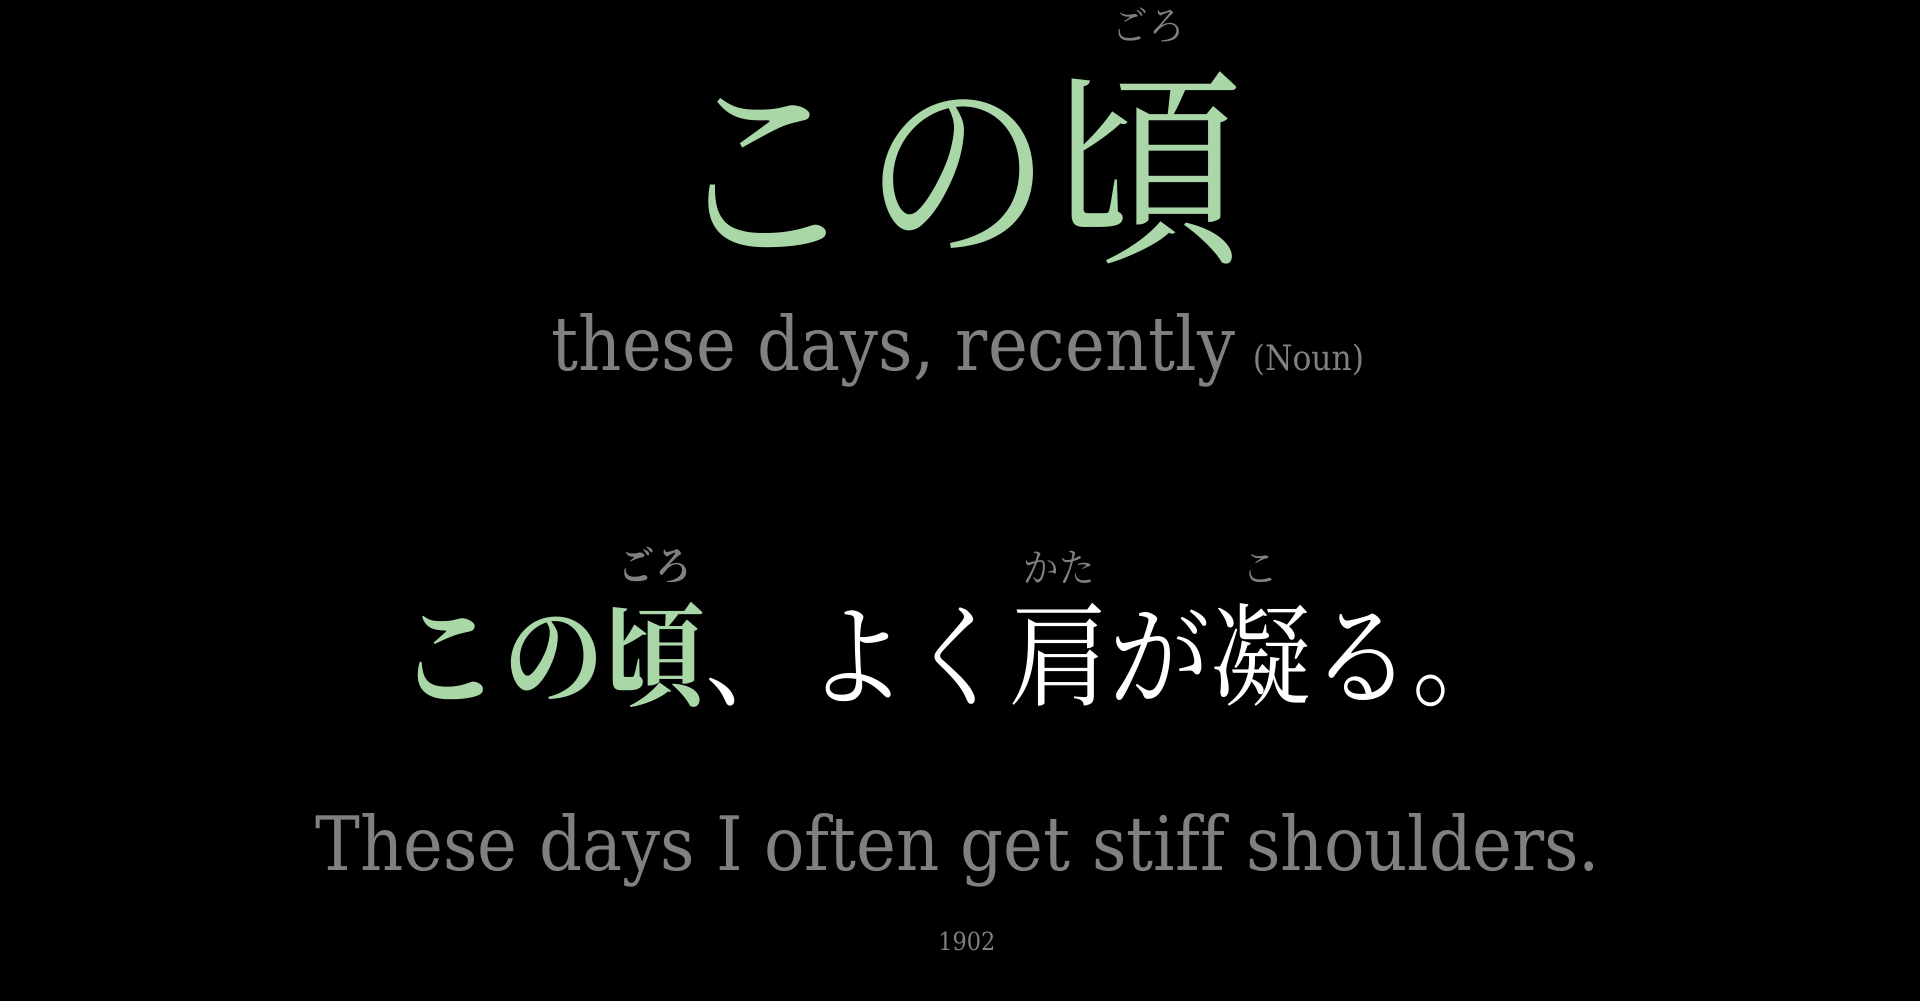 ごろ
この頃
these days, recently (Noun)
ごろ かた こ
この頃、よく肩が凝る。
These days I often get stiff shoulders.
1902